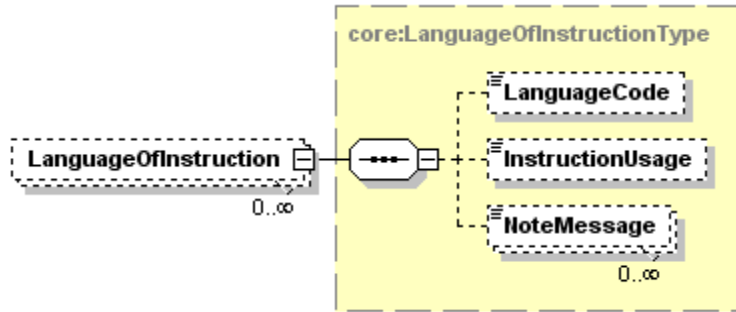 core:LanguageOfInstructionType
LanguageCode
LanguageOfInstruction
InstructionUsage
0..∞
NoteMessage
0..∞